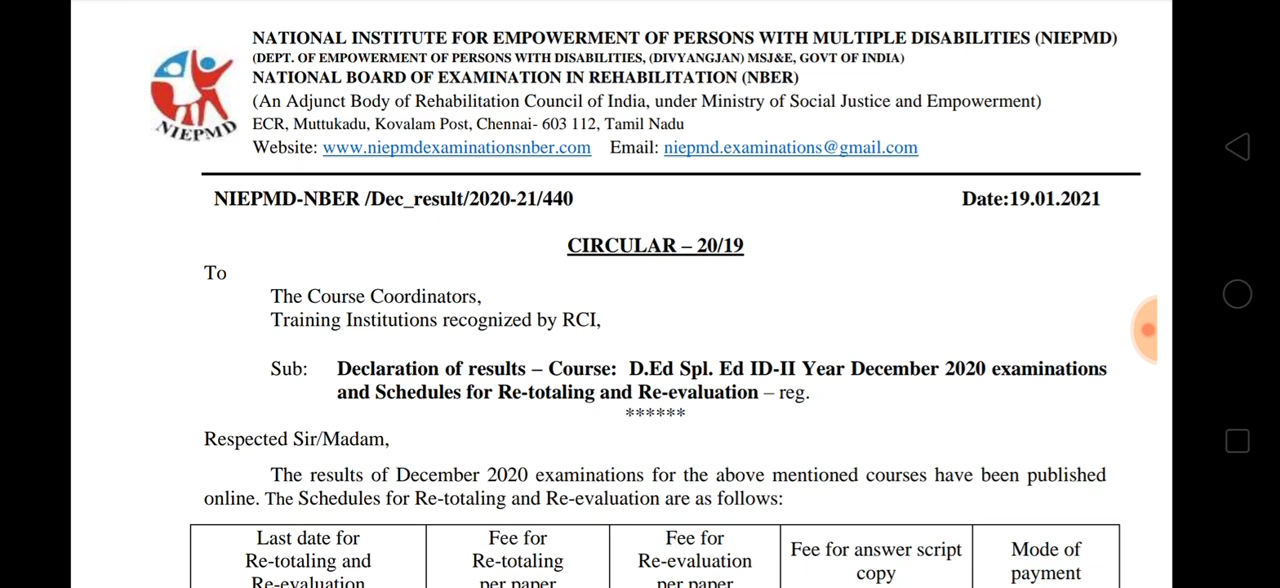 NATIONAL INSTITUTE FOR EMPOWERMENT OF PERSONS WITH MULTIPLE DISABILITIES (NIEPMD)
(DEPT. OF EMPOWERMENT OF PERSONS WITH DISABILITIES, (DIVYANGJAN) MSJ&E, GOVT OF INDIA)
NATIONAL BOARD OF EXAMINATION IN REHABILITATION (NBER)
(An Adjunct Body of Rehabilitation Council of India, under Ministry of Social Justice and Empowerment)
ECR, Muttukadu, Kovalam Post, Chennai- 603 112, Tamil Nadu
Website: www.niepmdexaminationsnber.com Email: niepmd.examinations@gmail.com
NIEPMD
NIEPMD-NBER /Dec_result/2020-21/440 Date:19.01.2021
CIRCULAR – 20/19
To
The Course Coordinators,
Training Institutions recognized by RCI,
Sub: Declaration of results – Course: D.Ed Spl. Ed ID-II Year December 2020 examinations
and Schedules for Re-totaling and Re-evaluation – reg.
******
Respected Sir/Madam,
The results of December 2020 examinations for the above mentioned courses have been published
online. The Schedules for Re-totaling and Re-evaluation are as follows:
Last date for
Re-totaling and
Re-evaluation
Fee for
Re-totaling
per paper
Fee for
Re-evaluation
per paper
Fee for answer script
copy
Mode of
payment